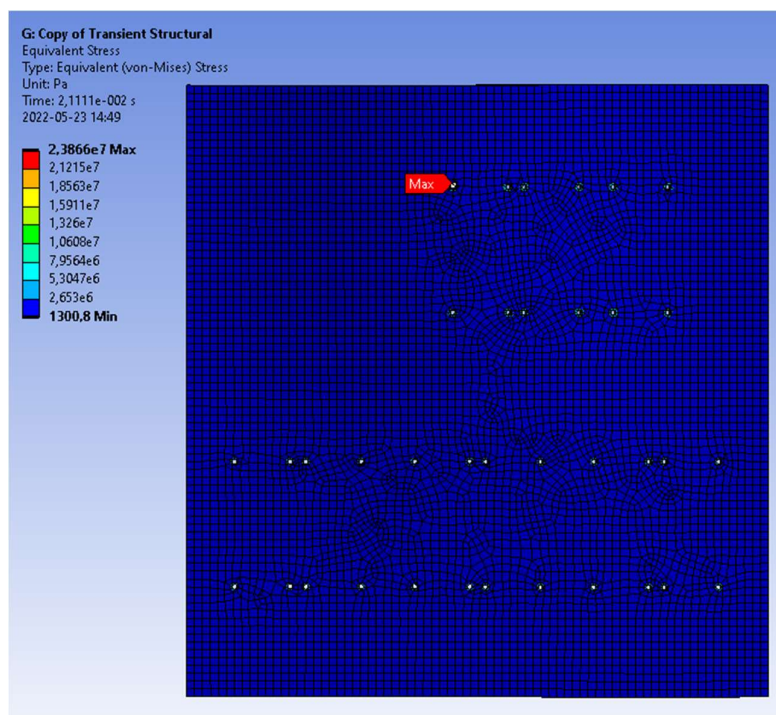 G: Copy of Transient Structural
Equivalent Stress
Type: Equivalent (von-Mises) Stress
Unit: Pa
Time: 2,1111e-002 s
2022-05-23 14:49
2,3866e7 Max
2,1215e7
1,8563e7
1,5911e7
1,326e7
1,0608e7
7,9564e6
5,3047e6
2,653e6
1300,8 Min
Max